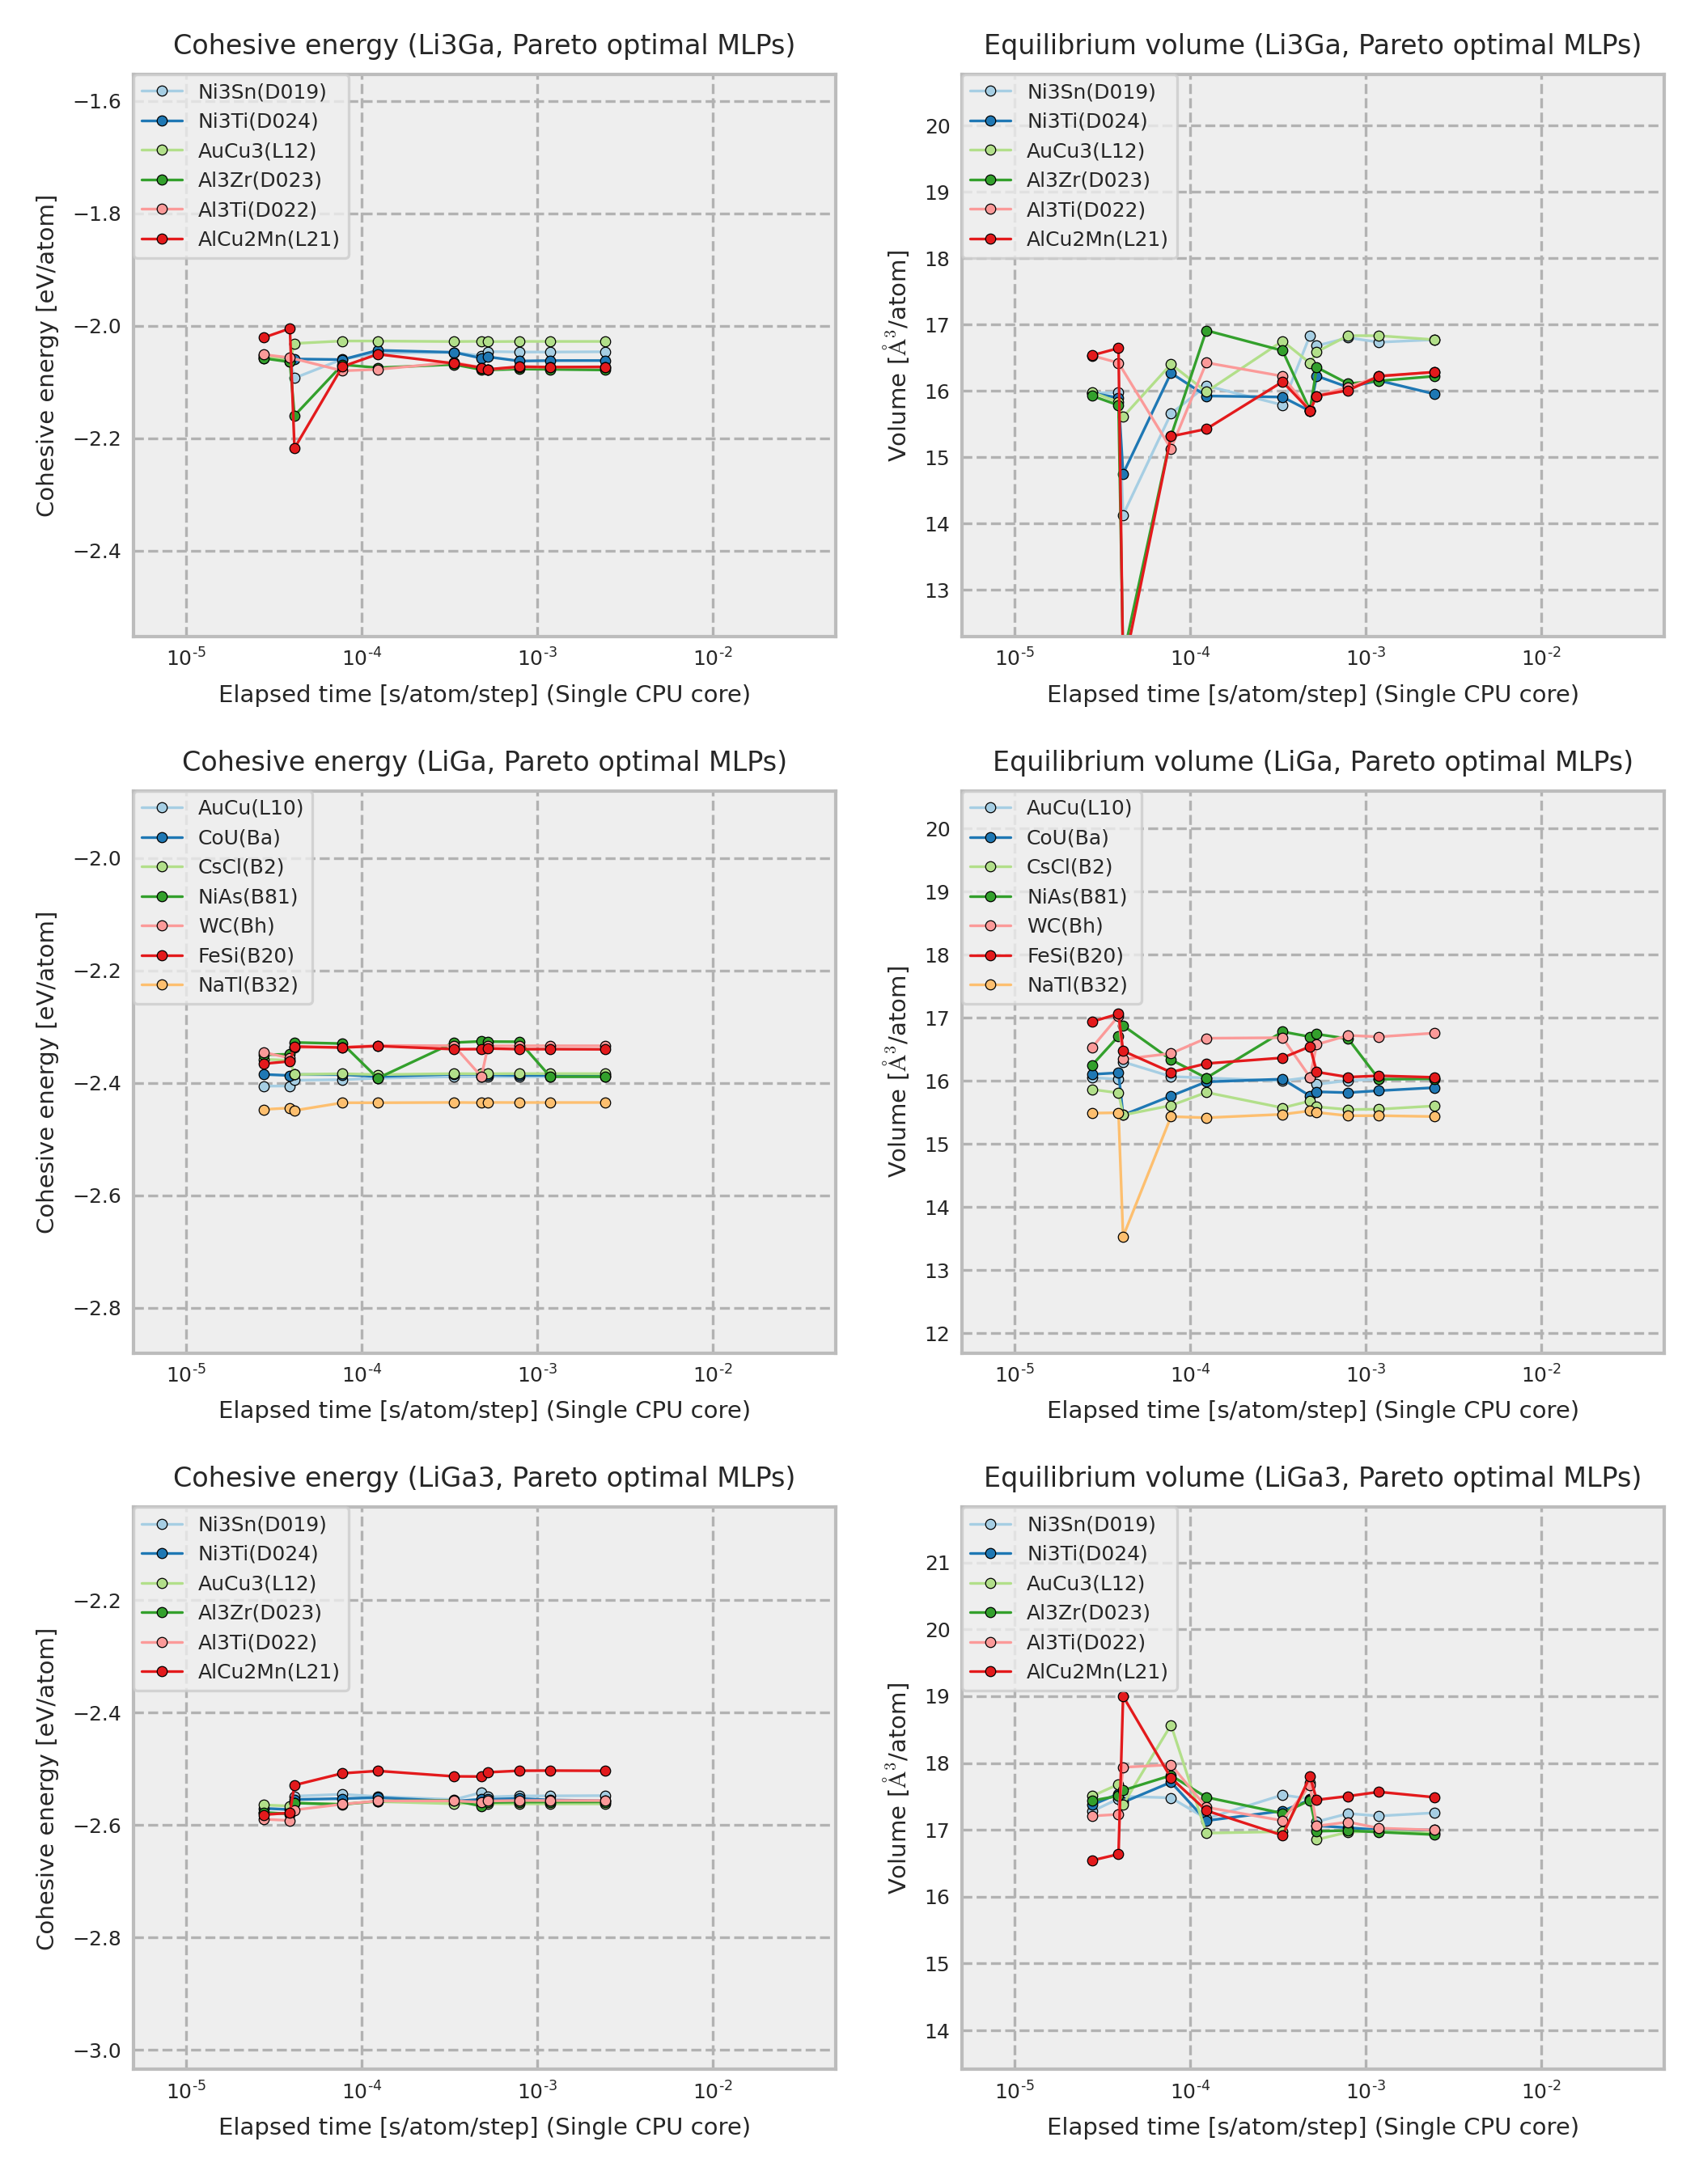 Cohesive energy (Li3Ga, Pareto optimal MLPs)
Ni3Sn(D019)
Ni3Ti(D024)
AuCu3(L12)
Al3Zr(D023)
Al3Ti(D022)
AlCu2Mn(L21)
−1.6
−1.8
−2.0
−2.2
−2.4
Cohesive energy [eV/atom]
10-5 10-4 10-3 10-2
Elapsed time [s/atom/step] (Single CPU core)
Equilibrium volume (Li3Ga, Pareto optimal MLPs)
Ni3Sn(D019)
Ni3Ti(D024)
AuCu3(L12)
Al3Zr(D023)
Al3Ti(D022)
AlCu2Mn(L21)
20
19
18
17
16
15
14
13
Volume [Å3/atom]
10-5 10-4 10-3 10-2
Elapsed time [s/atom/step] (Single CPU core)
Cohesive energy (LiGa, Pareto optimal MLPs)
AuCu(L10)
CoU(Ba)
CsCl(B2)
NiAs(B81)
WC(Bh)
FeSi(B20)
NaTl(B32)
−2.0
−2.2
−2.4
−2.6
−2.8
Cohesive energy [eV/atom]
10-5 10-4 10-3 10-2
Elapsed time [s/atom/step] (Single CPU core)
Equilibrium volume (LiGa, Pareto optimal MLPs)
AuCu(L10)
CoU(Ba)
CsCl(B2)
NiAs(B81)
WC(Bh)
FeSi(B20)
NaTl(B32)
20
19
18
17
16
15
14
13
12
Volume [Å3/atom]
10-5 10-4 10-3 10-2
Elapsed time [s/atom/step] (Single CPU core)
Cohesive energy (LiGa3, Pareto optimal MLPs)
Ni3Sn(D019)
Ni3Ti(D024)
AuCu3(L12)
Al3Zr(D023)
Al3Ti(D022)
AlCu2Mn(L21)
−2.2
−2.4
−2.6
−2.8
−3.0
Cohesive energy [eV/atom]
10-5 10-4 10-3 10-2
Elapsed time [s/atom/step] (Single CPU core)
Equilibrium volume (LiGa3, Pareto optimal MLPs)
Ni3Sn(D019)
Ni3Ti(D024)
AuCu3(L12)
Al3Zr(D023)
Al3Ti(D022)
AlCu2Mn(L21)
21
20
19
18
17
16
15
14
Volume [Å3/atom]
10-5 10-4 10-3 10-2
Elapsed time [s/atom/step] (Single CPU core)